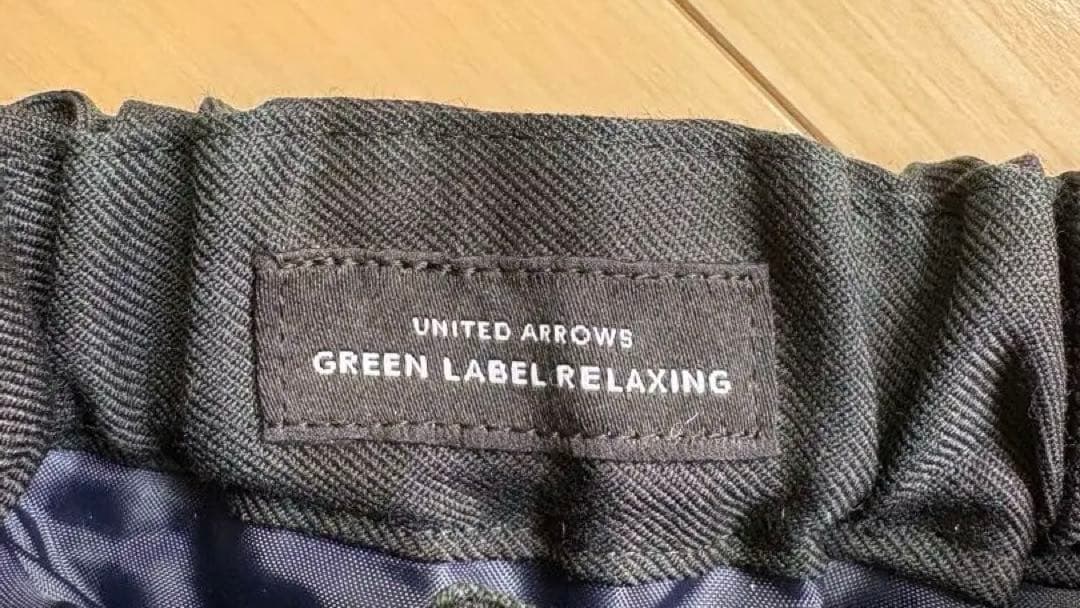 UNITED ARROWS
GREEN LABEL RELAXING